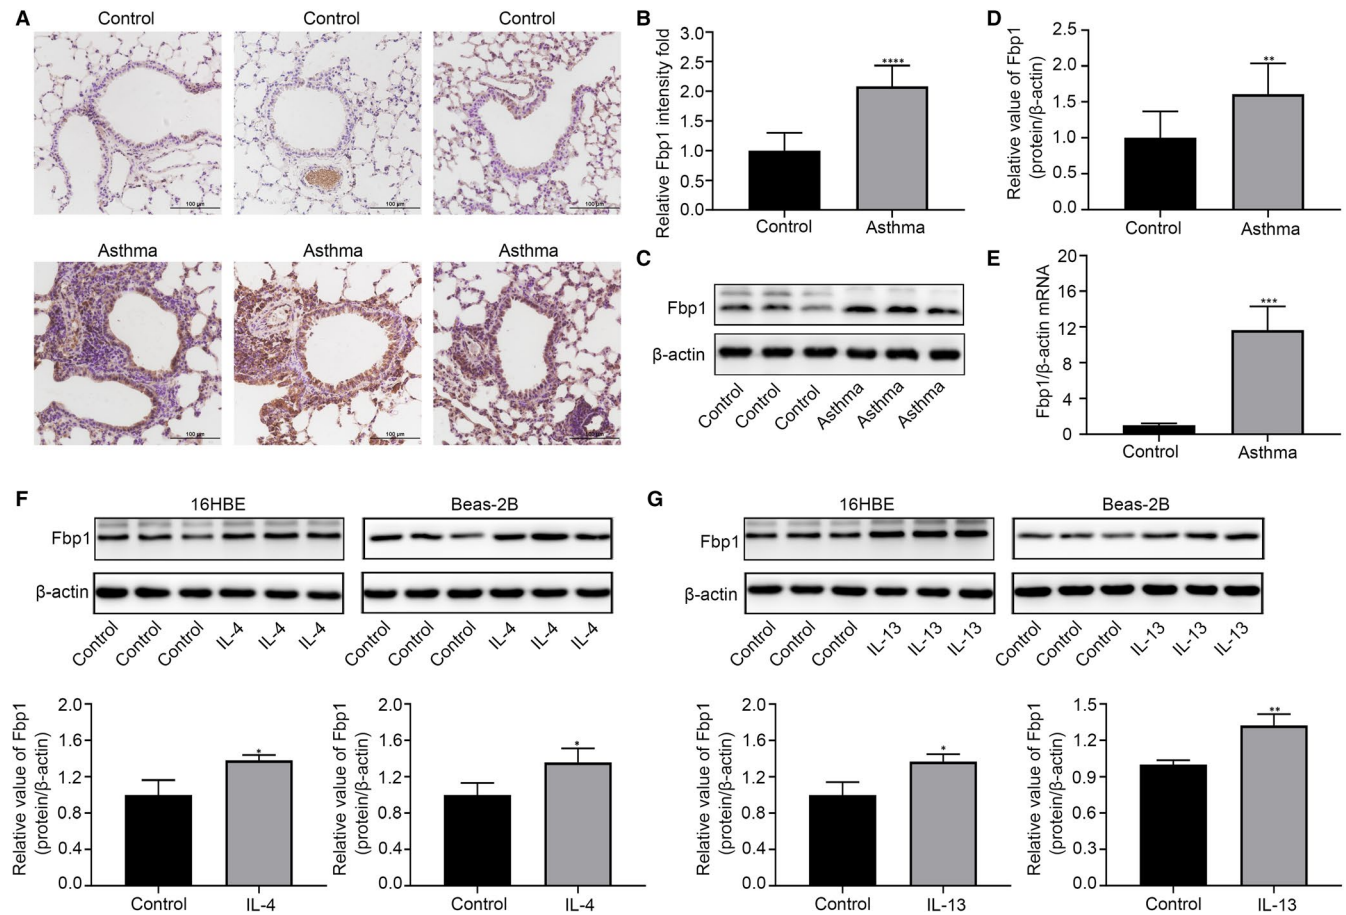 A
Control
Control
Control
100 μm
100 μm
100 μm
Asthma
Asthma
Asthma
100 μm
100 μm
100 μm
B
Relative Fbp1 intensity fold
3.0
2.5
2.0
1.5
1.0
0.5
0.0
****
Control
Asthma
C
Fbp1
β-actin
Control
Control
Control
Asthma
Asthma
Asthma
D
Relative value of Fbp1
(protein/β-actin)
2.5
2.0
1.5
1.0
0.5
0.0
**
Control
Asthma
E
Fbp1/β-actin mRNA
20
16
12
8
4
0
***
Control
Asthma
F
16HBE
Beas-2B
Fbp1
β-actin
Control
Control
Control
IL-4
IL-4
IL-4
Control
Control
Control
IL-4
IL-4
IL-4
Relative value of Fbp1
(protein/β-actin)
2.0
1.6
1.2
0.8
0.4
0.0
*
Control
IL-4
Relative value of Fbp1
(protein/β-actin)
2.0
1.6
1.2
0.8
0.4
0.0
*
Control
IL-4
G
16HBE
Beas-2B
Fbp1
β-actin
Control
Control
Control
IL-13
IL-13
IL-13
Control
Control
Control
IL-13
IL-13
IL-13
Relative value of Fbp1
(protein/β-actin)
2.0
1.6
1.2
0.8
0.4
0.0
*
Control
IL-13
Relative value of Fbp1
(protein/β-actin)
1.5
1.2
0.9
0.6
0.3
0.0
**
Control
IL-13